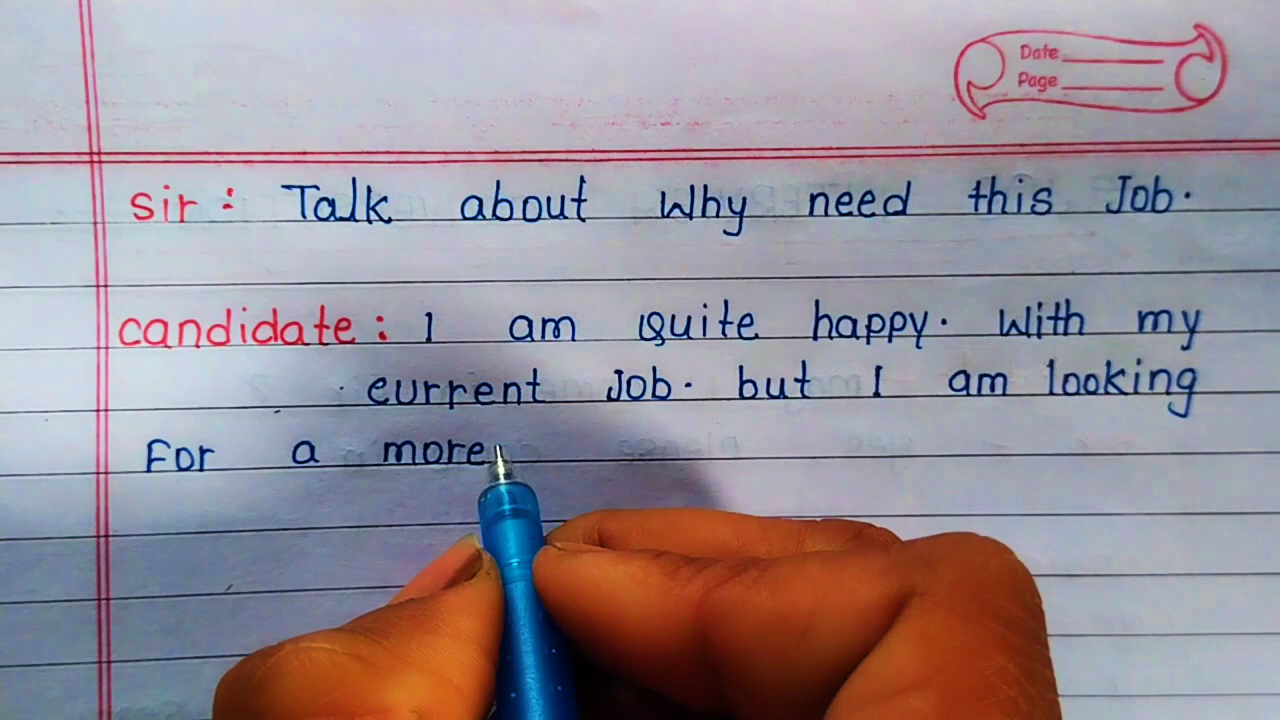 Date
Page
sir: Talk about Why need this Job.
candidate: I am quite happy. With my
current Job. but I am looking
For a more